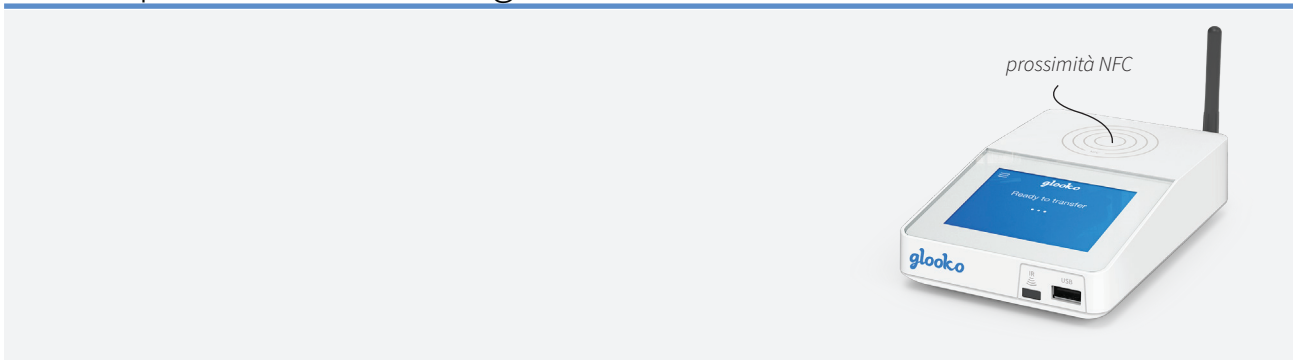 prossimità NFC
glooko
Ready to transfer
...
glooko
IR
USB